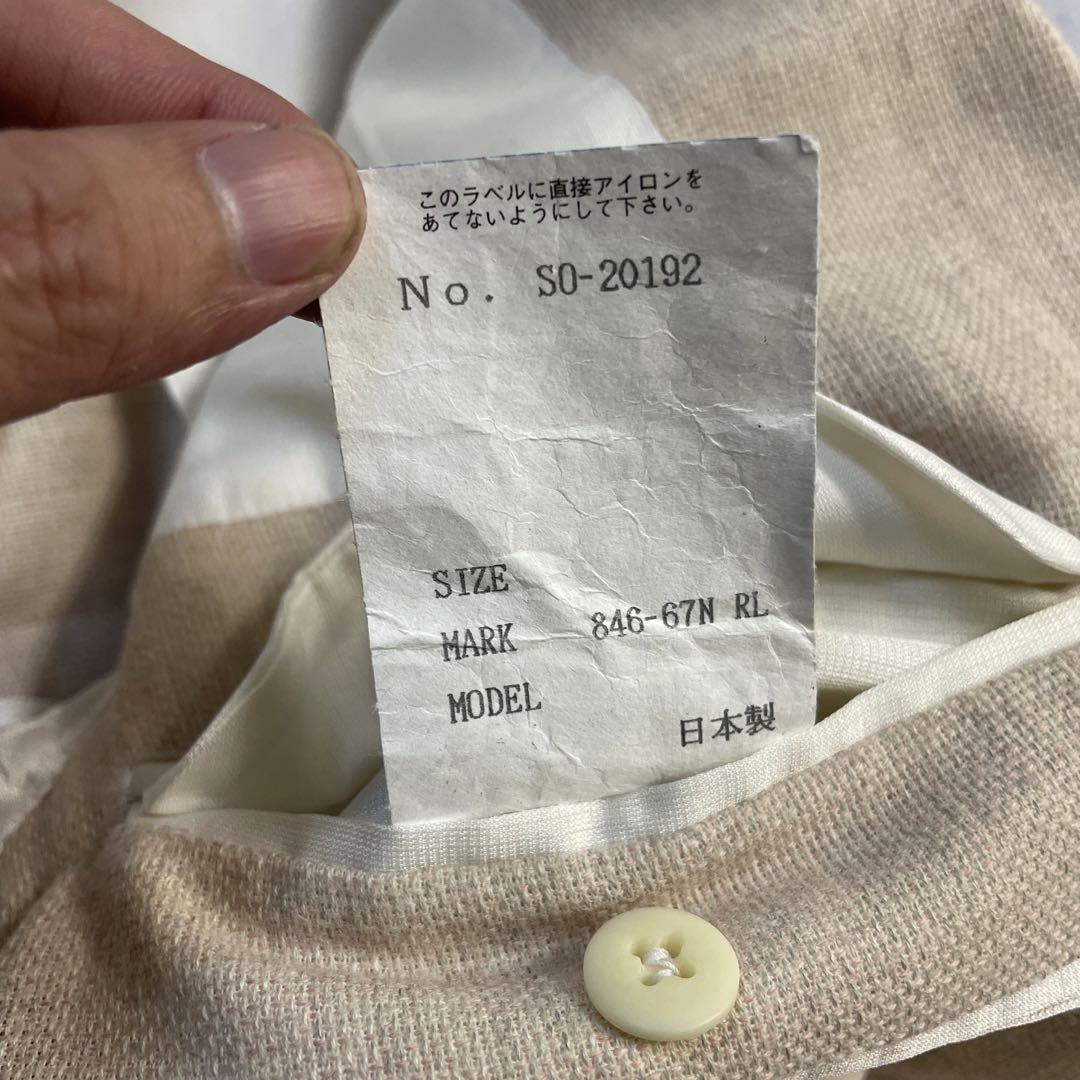 このラベルに直接アイロンを
あてないようにして下さい。
No. SO-20192
SIZE
MARK 846-67N RL
MODEL
日本製